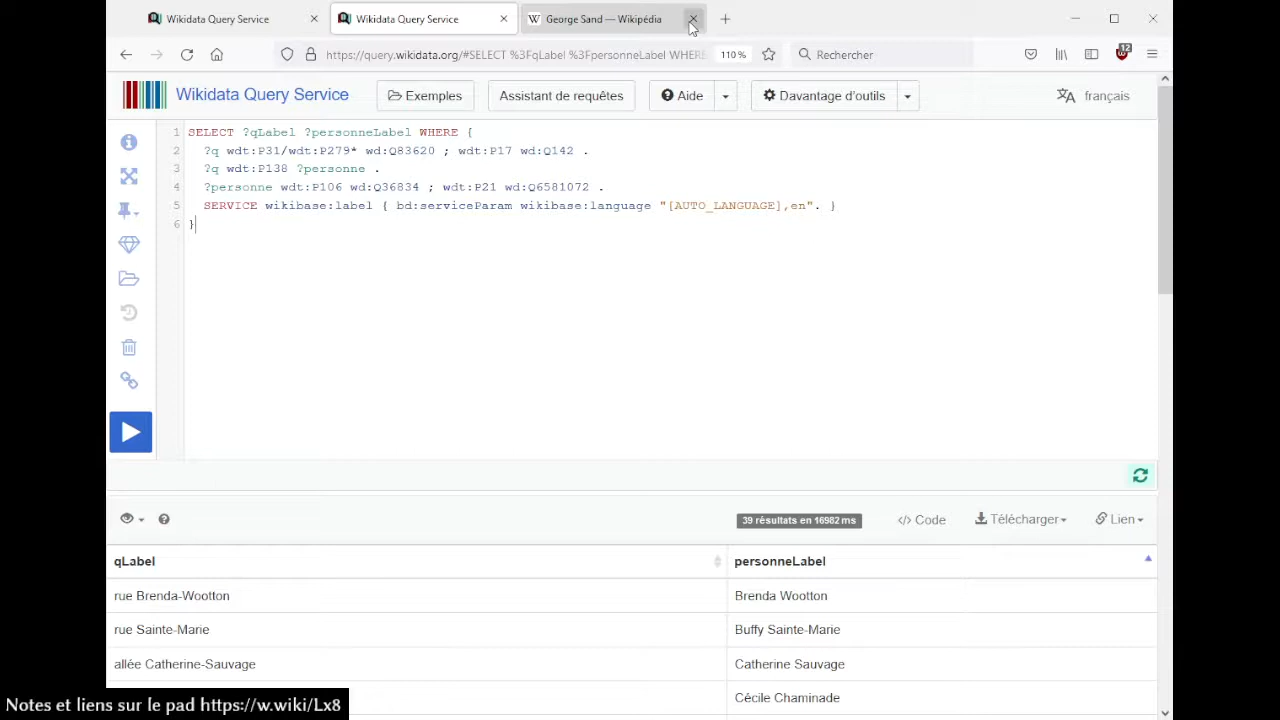 Wikidata Query Service
Wikidata Query Service
George Sand — Wikipédia
https://query.wikidata.org/#SELECT %3FqLabel %3FpersonneLabel WHERE
110 %
Rechercher
12
Wikidata Query Service
Exemples
Assistant de requêtes
Aide
Davantage d'outils
français
1 SELECT ?qLabel ?personneLabel WHERE {
2 ?q wdt:P31/wdt:P279* wd:Q83620 ; wdt:P17 wd:Q142 .
3 ?q wdt:P138 ?personne .
4 ?personne wdt:P106 wd:Q36834 ; wdt:P21 wd:Q6581072 .
5 SERVICE wikibase:label { bd:serviceParam wikibase:language "[AUTO_LANGUAGE],en". }
6 }
39 résultats en 16982 ms
</> Code
Télécharger
Lien
qLabel personneLabel
rue Brenda-Wootton Brenda Wootton
rue Sainte-Marie Buffy Sainte-Marie
allée Catherine-Sauvage Catherine Sauvage
Cécile Chaminade
Notes et liens sur le pad https://w.wiki/Lx8